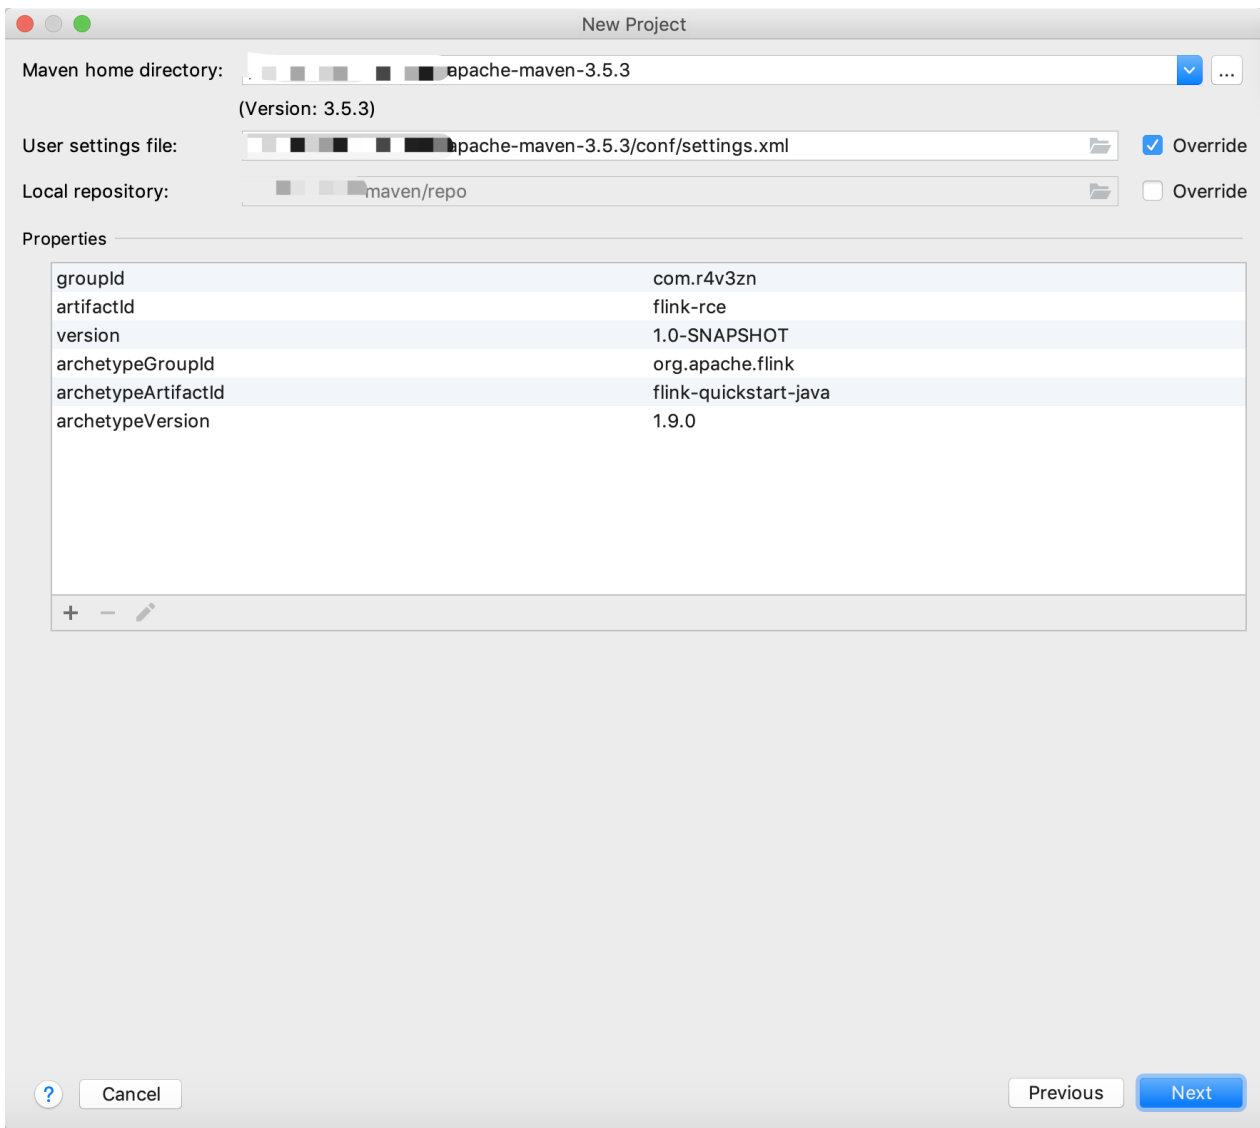 New Project
Maven home directory: apache-maven-3.5.3 ...
(Version: 3.5.3)
User settings file: apache-maven-3.5.3/conf/settings.xml Override
Local repository: maven/repo Override
Properties
groupId com.r4v3zn
artifactId flink-rce
version 1.0-SNAPSHOT
archetypeGroupId org.apache.flink
archetypeArtifactId flink-quickstart-java
archetypeVersion 1.9.0
? Cancel Previous Next